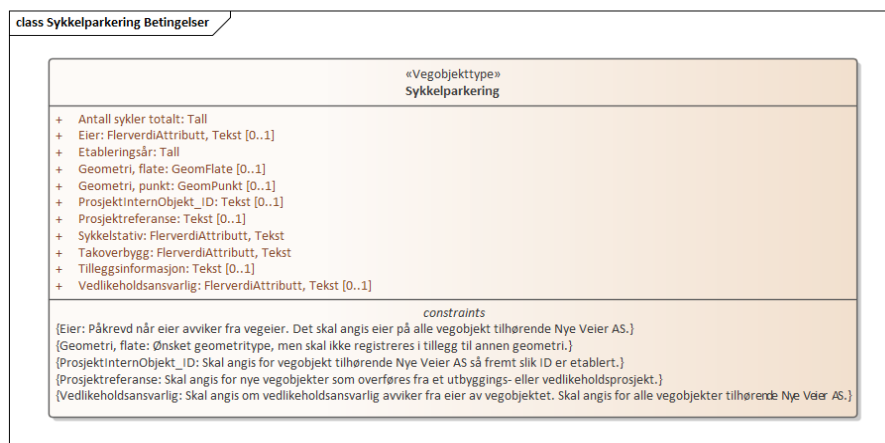 class Sykkelparkering Betingelser
«Vegobjekttype»
Sykkelparkering
+ Antall sykler totalt: Tall
+ Eier: FlerverdiAttributt, Tekst [0..1]
+ Etableringsår: Tall
+ Geometri, flate: GeomFlate [0..1]
+ Geometri, punkt: GeomPunkt [0..1]
+ ProsjektInternObjekt_ID: Tekst [0..1]
+ Prosjektreferanse: Tekst [0..1]
+ Sykkelstativ: FlerverdiAttributt, Tekst
+ Takoverbygg: FlerverdiAttributt, Tekst
+ Tilleggsinformasjon: Tekst [0..1]
+ Vedlikeholdsansvarlig: FlerverdiAttributt, Tekst [0..1]
constraints
{Eier: Påkrevd når eier avviker fra vegeier. Det skal angis eier på alle vegobjekt tilhørende Nye Veier AS.}
{Geometri, flate: Ønsket geometritype, men skal ikke registreres i tillegg til annen geometri.}
{ProsjektInternObjekt_ID: Skal angis for vegobjekt tilhørende Nye Veier AS så fremt slik ID er etablert.}
{Prosjektreferanse: Skal angis for nye vegobjekter som overføres fra et utbyggings- eller vedlikeholdsprosjekt.}
{Vedlikeholdsansvarlig: Skal angis om vedlikeholdsansvarlig avviker fra eier av vegobjektet. Skal angis for alle vegobjekter tilhørende Nye Veier AS.}